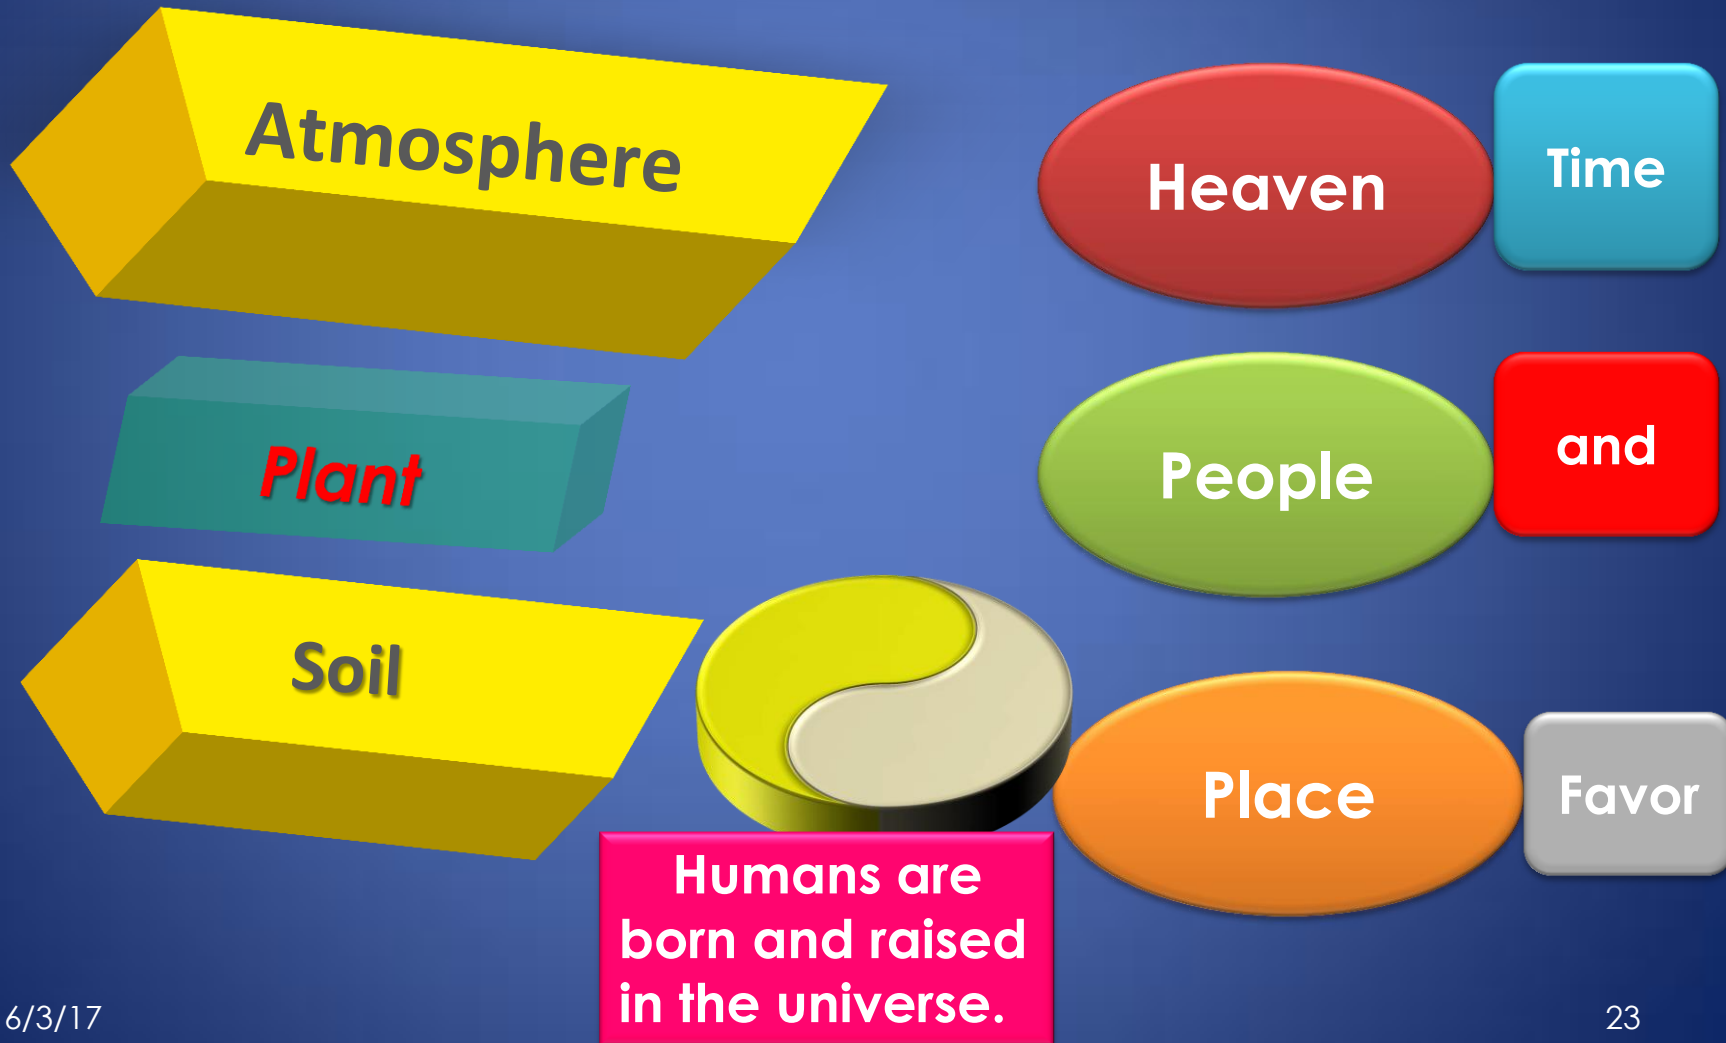 Atmosphere
Heaven
Time
Plant
People
and
Soil
Place
Favor
Humans are
born and raised
in the universe.
6/3/17
23